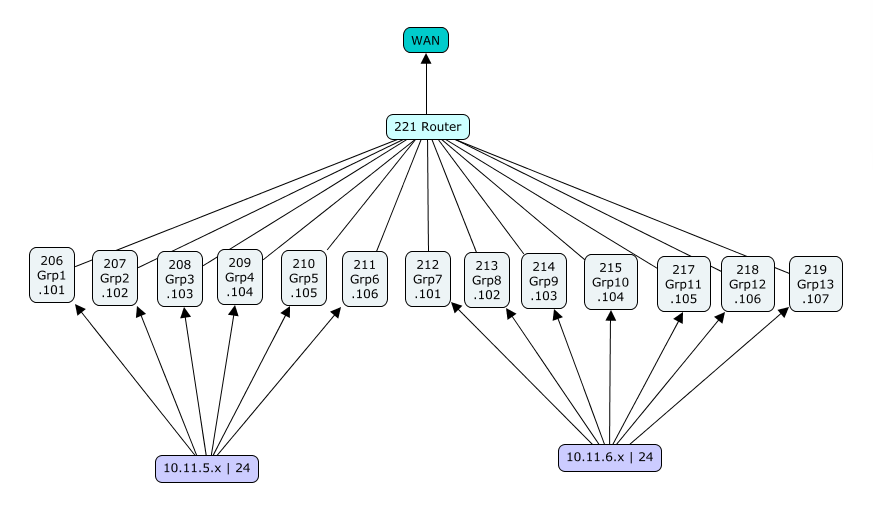 WAN
221 Router
206
Grp1
.101
207
Grp2
.102
208
Grp3
.103
209
Grp4
.104
210
Grp5
.105
211
Grp6
.106
212
Grp7
.101
213
Grp8
.102
214
Grp9
.103
215
Grp10
.104
217
Grp11
.105
218
Grp12
.106
219
Grp13
.107
10.11.5.x | 24
10.11.6.x | 24